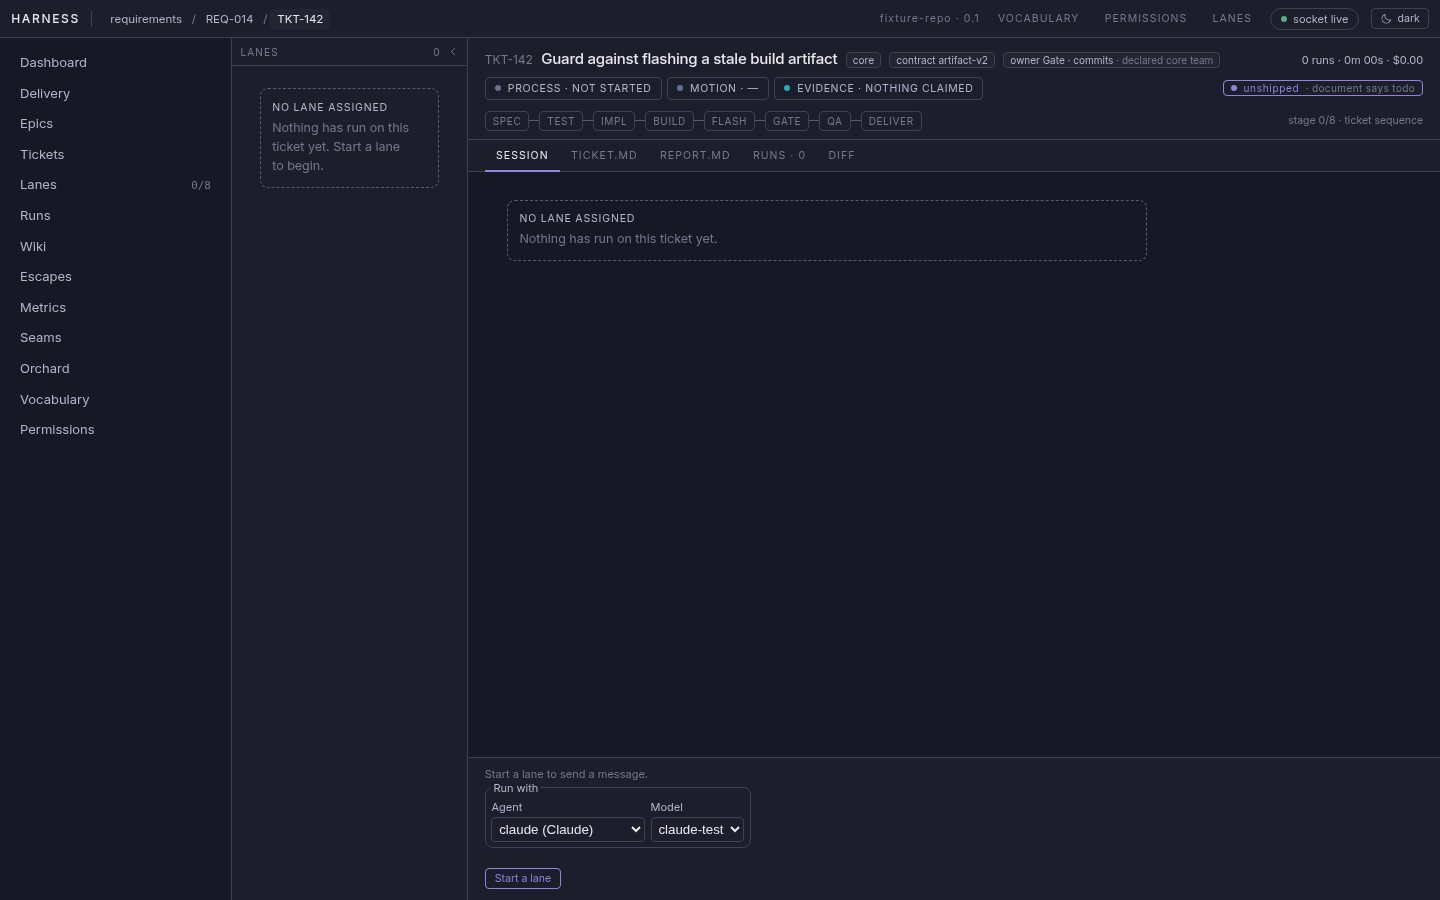 HARNESS
requirements / REQ-014 / TKT-142
fixture-repo · 0.1
VOCABULARY
PERMISSIONS
LANES
socket live
dark
Dashboard
Delivery
Epics
Tickets
Lanes 0/8
Runs
Wiki
Escapes
Metrics
Seams
Orchard
Vocabulary
Permissions
LANES 0
NO LANE ASSIGNED
Nothing has run on this
ticket yet. Start a lane
to begin.
TKT-142 Guard against flashing a stale build artifact core contract artifact-v2 owner Gate · commits · declared core team 0 runs · 0m 00s · $0.00
PROCESS · NOT STARTED MOTION · — EVIDENCE · NOTHING CLAIMED unshipped · document says todo
SPEC TEST IMPL BUILD FLASH GATE QA DELIVER stage 0/8 · ticket sequence
SESSION TICKET.MD REPORT.MD RUNS · 0 DIFF
NO LANE ASSIGNED
Nothing has run on this ticket yet.
Start a lane to send a message.
Run with
Agent Model
claude (Claude) claude-test
Start a lane